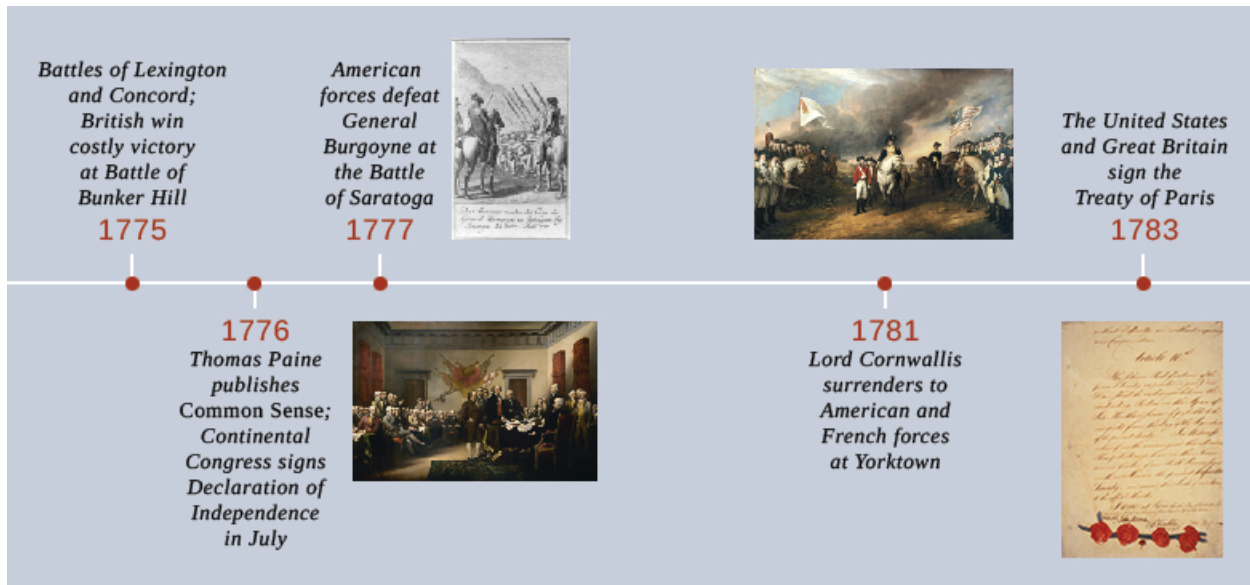 Battles of Lexington
and Concord;
British win
costly victory
at Battle of
Bunker Hill
1775
1776
Thomas Paine
publishes
Common Sense;
Continental
Congress signs
Declaration of
Independence
in July
American
forces defeat
General
Burgoyne at
the Battle
of Saratoga
1777
1781
Lord Cornwallis
surrenders to
American and
French forces
at Yorktown
The United States
and Great Britain
sign the
Treaty of Paris
1783